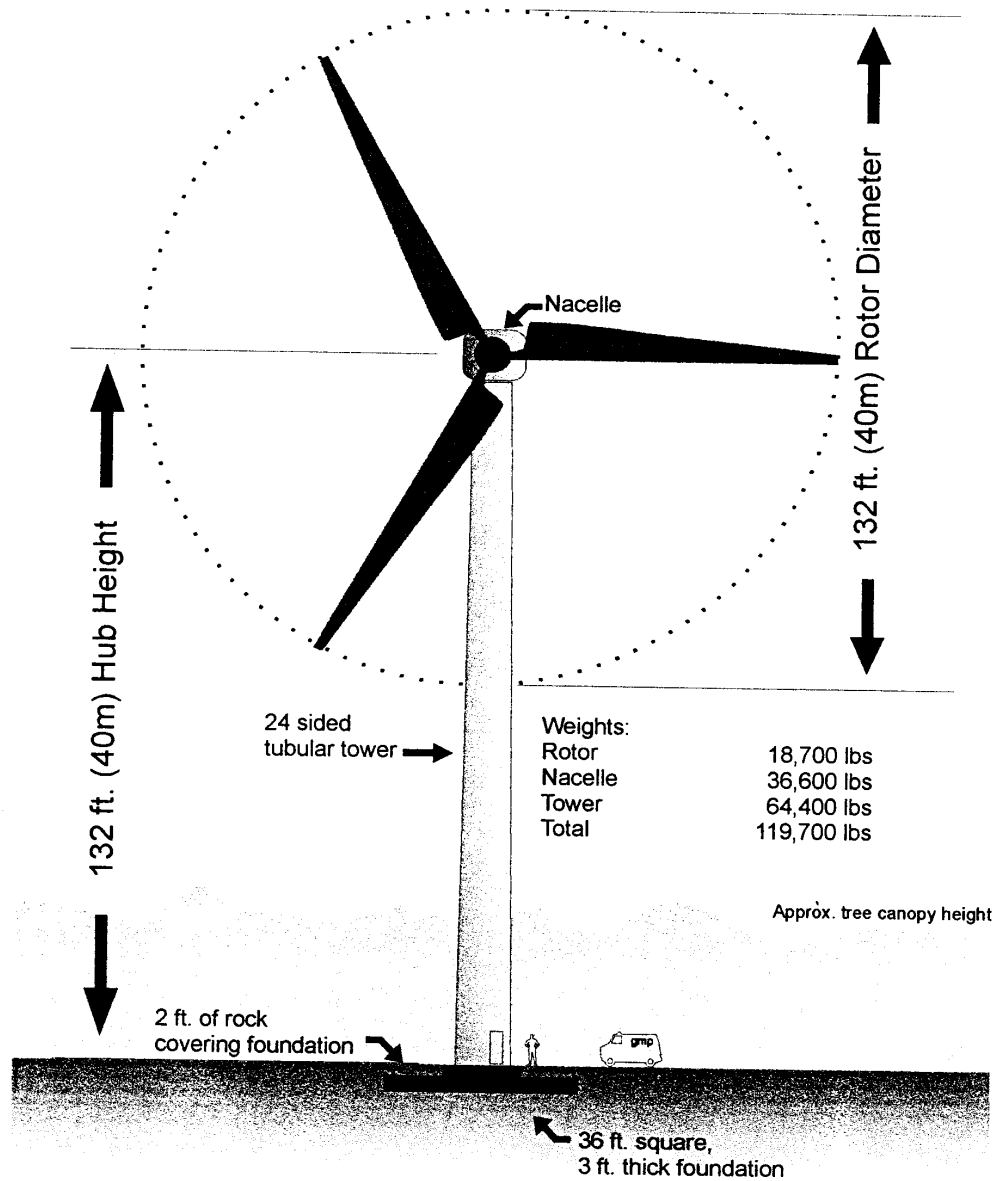 Nacelle
132 ft. (40m) Rotor Diameter
132 ft. (40m) Hub Height
24 sided
tubular tower
Weights:
Rotor 18,700 lbs
Nacelle 36,600 lbs
Tower 64,400 lbs
Total 119,700 lbs
Approx. tree canopy height
2 ft. of rock
covering foundation
gmp
36 ft. square,
3 ft. thick foundation